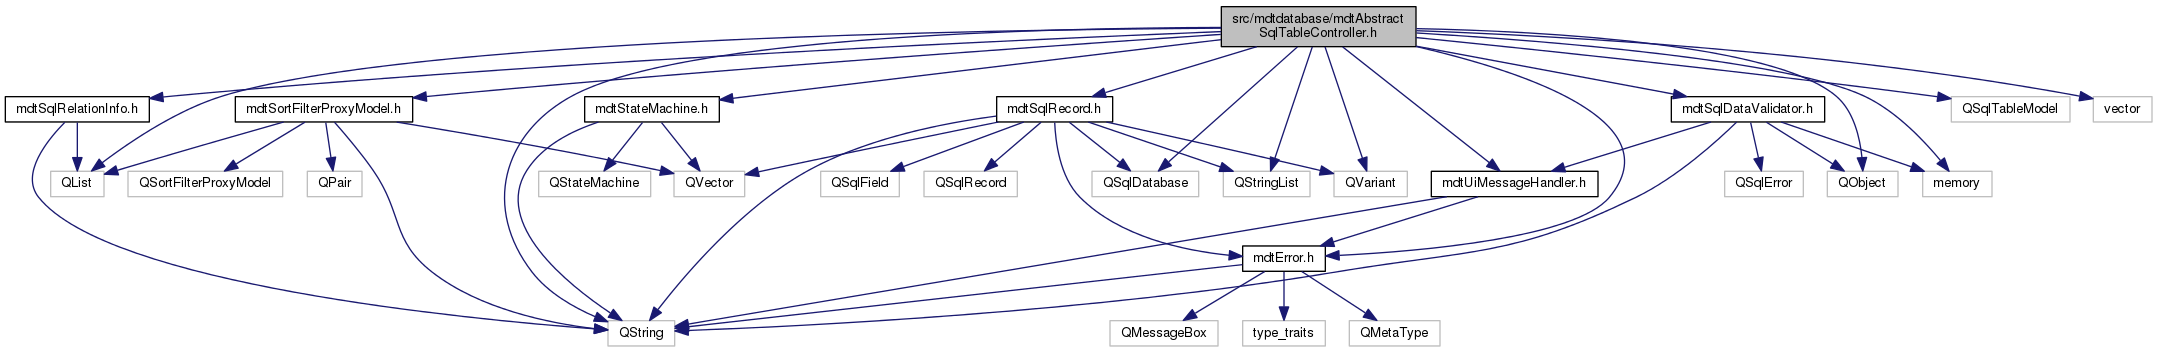 src/mdtdatabase/mdtAbstract
SqlTableController.h
mdtSqlRelationInfo.h
mdtSortFilterProxyModel.h
mdtStateMachine.h
mdtSqlRecord.h
mdtSqlDataValidator.h
QSqlTableModel
vector
QList
QSortFilterProxyModel
QPair
QStateMachine
QVector
QSqlField
QSqlRecord
QSqlDatabase
QStringList
QVariant
mdtUiMessageHandler.h
QSqlError
QObject
memory
mdtError.h
QString
QMessageBox
type_traits
QMetaType